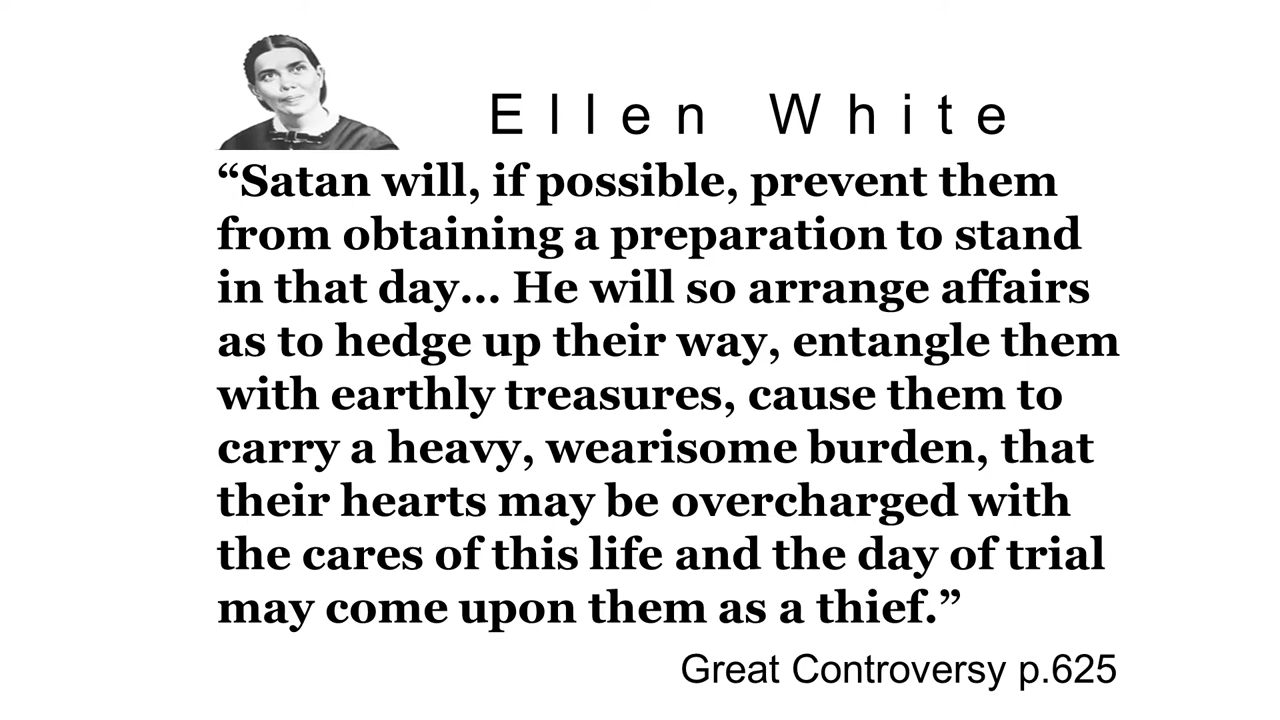 Ellen White
“Satan will, if possible, prevent them
from obtaining a preparation to stand
in that day... He will so arrange affairs
as to hedge up their way, entangle them
with earthly treasures, cause them to
carry a heavy, wearisome burden, that
their hearts may be overcharged with
the cares of this life and the day of trial
may come upon them as a thief.”
Great Controversy p.625